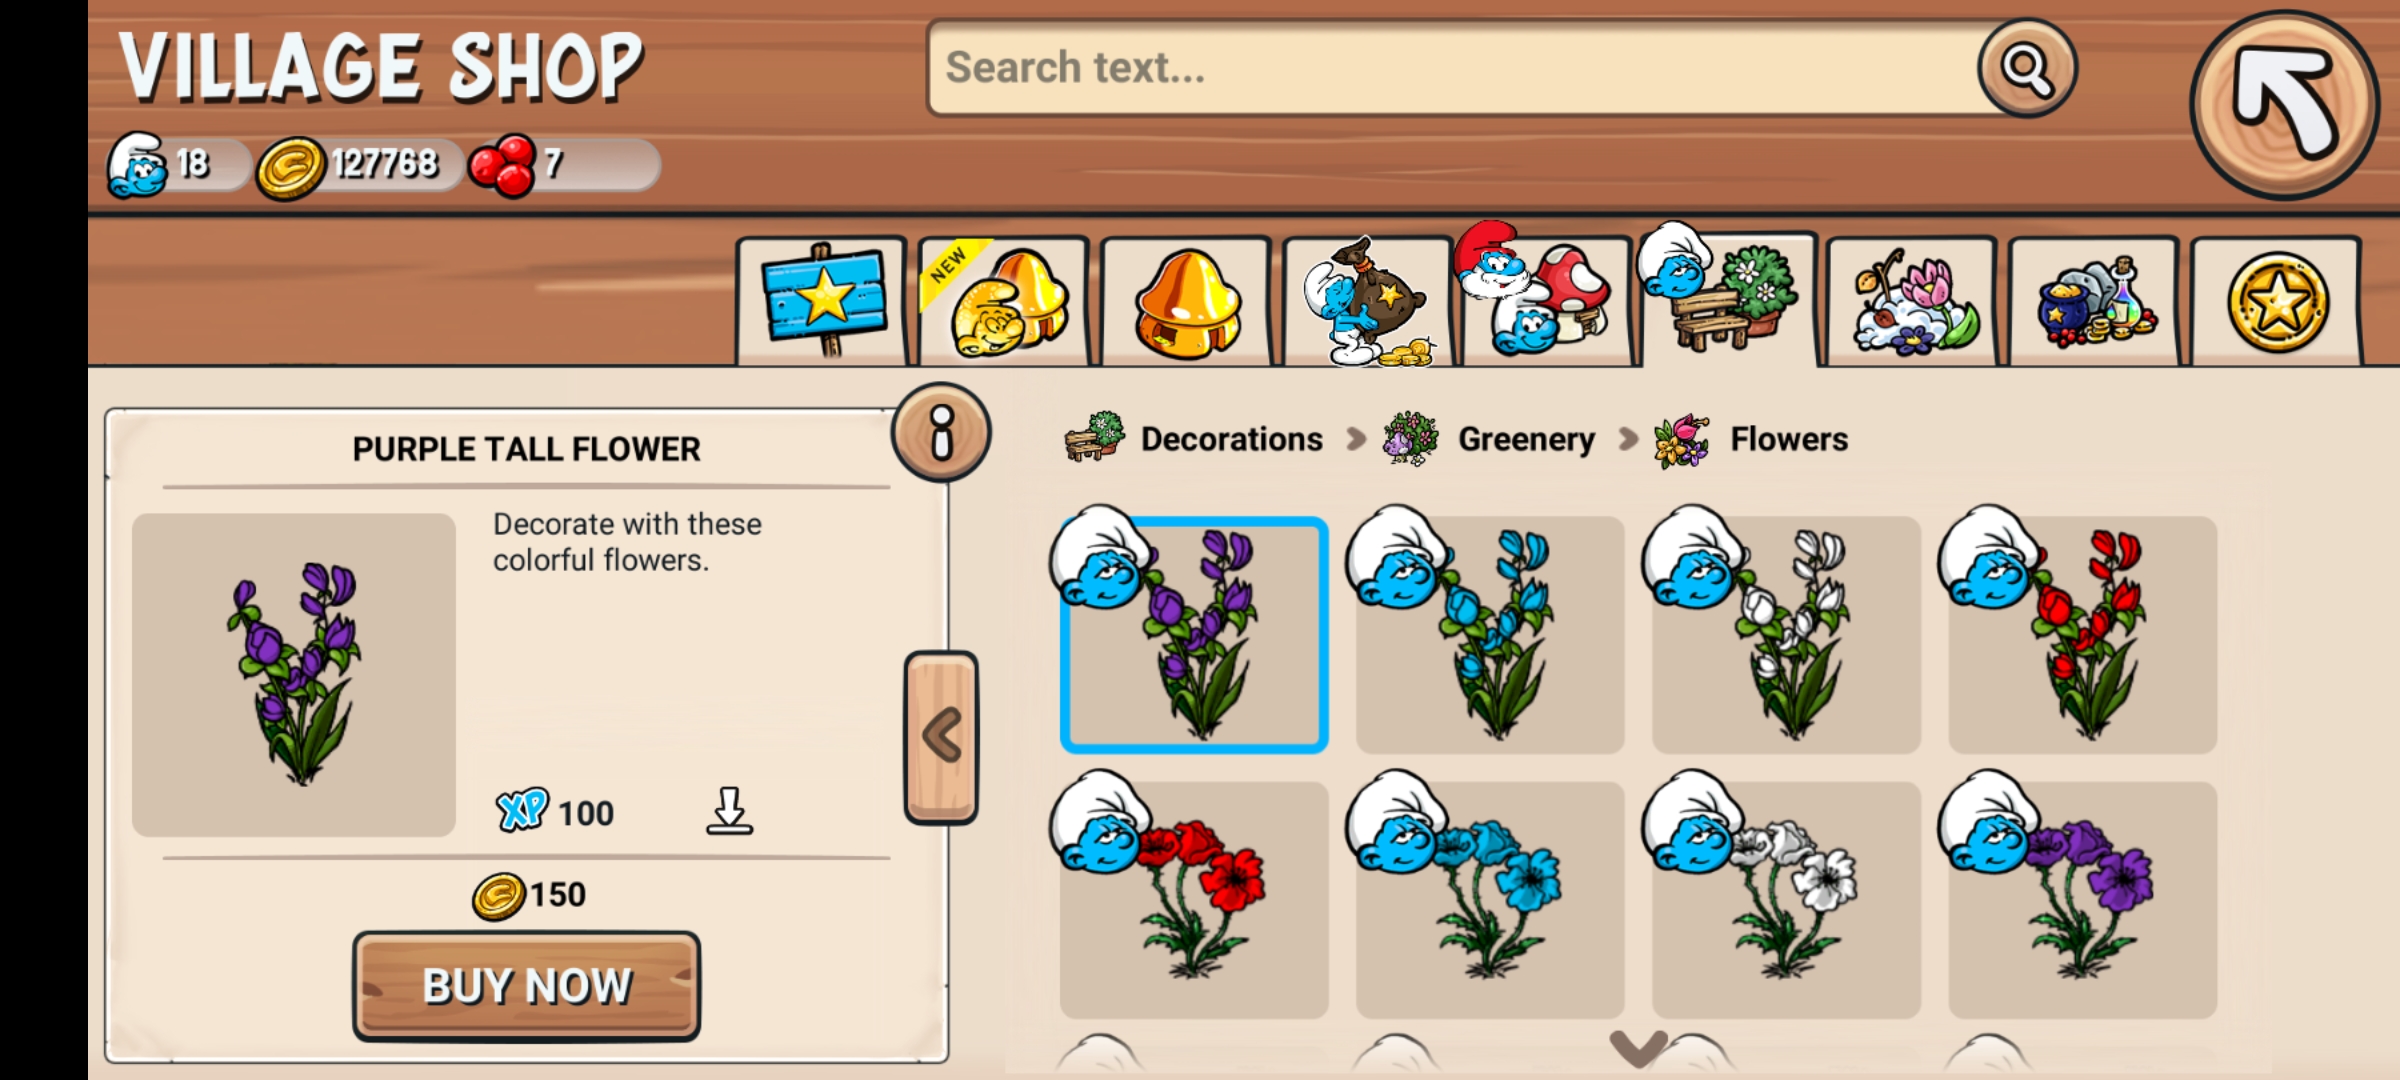 VILLAGE SHOP
Search text...
18
127768
7
NEW
PURPLE TALL FLOWER
Decorate with these
colorful flowers.
XP 100
150
BUY NOW
Decorations
Greenery
Flowers